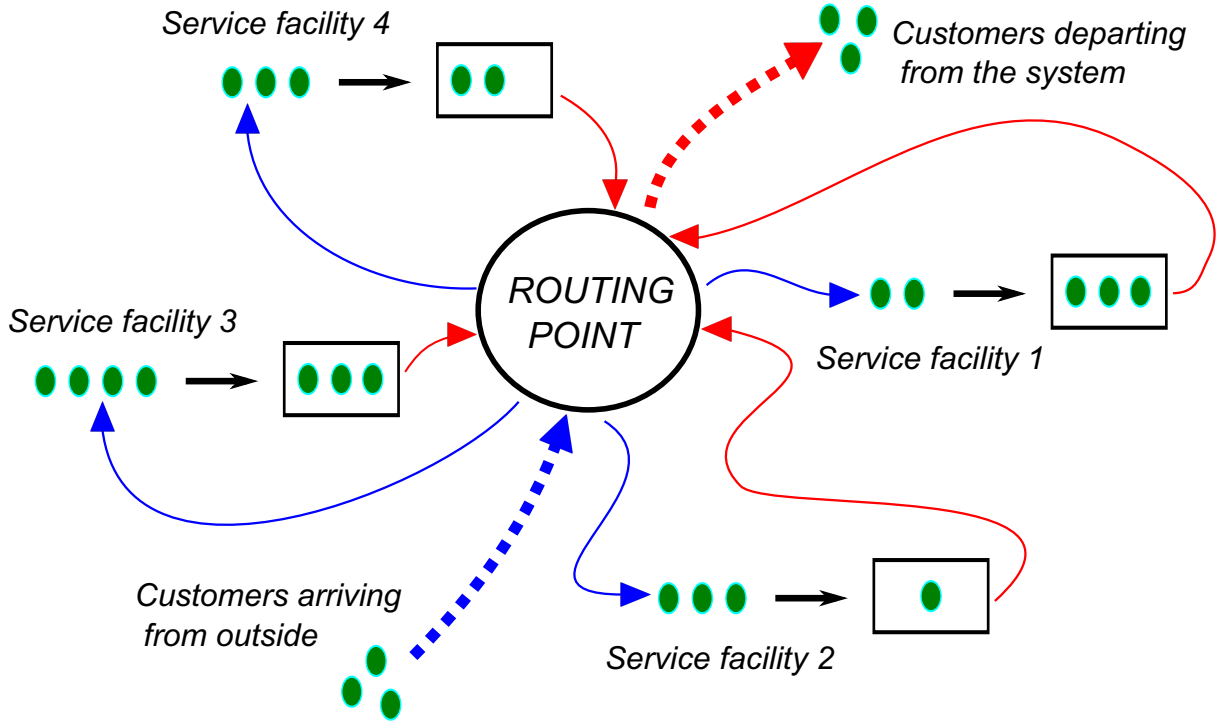 Service facility 4
Customers departing
from the system
ROUTING
POINT
Service facility 3
Service facility 1
Customers arriving
from outside
Service facility 2